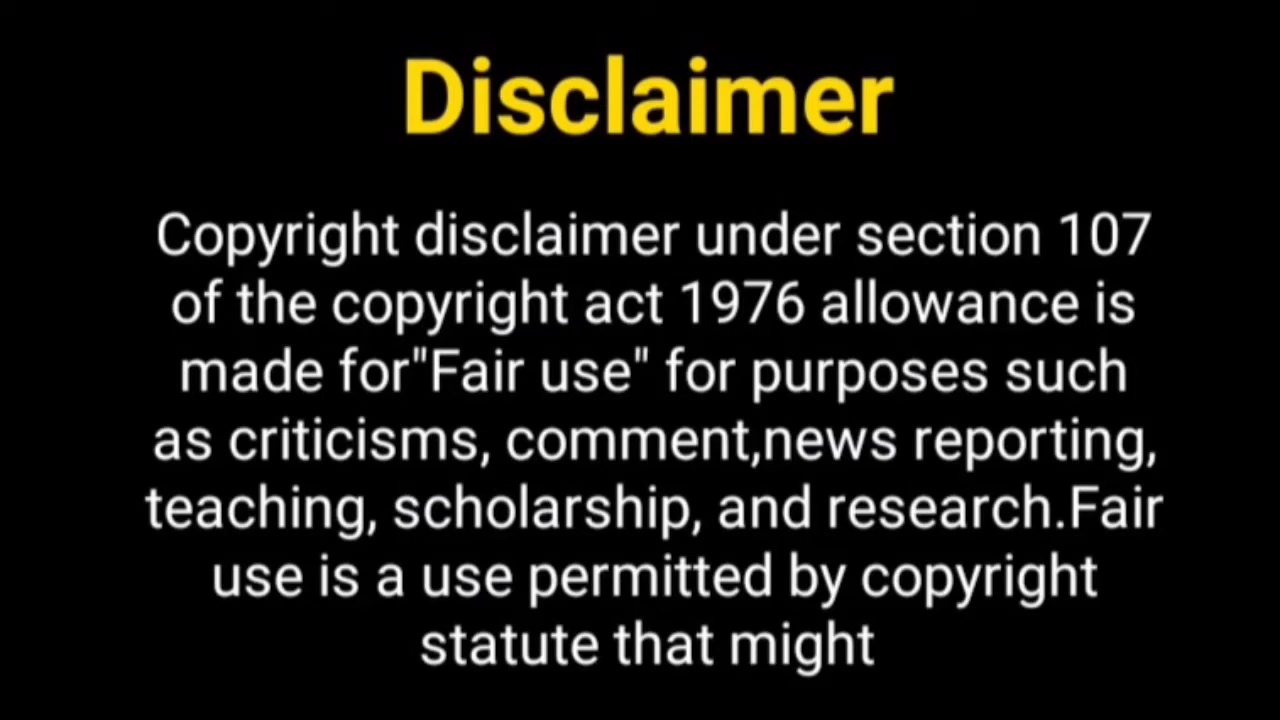 Disclaimer
Copyright disclaimer under section 107
of the copyright act 1976 allowance is
made for"Fair use" for purposes such
as criticisms, comment,news reporting,
teaching, scholarship, and research.Fair
use is a use permitted by copyright
statute that might